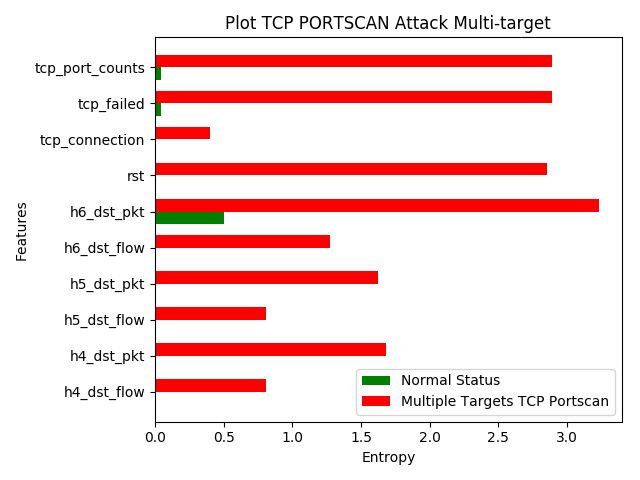 Plot TCP PORTSCAN Attack Multi-target
tcp_port_counts
tcp_failed
tcp_connection
rst
h6_dst_pkt
h6_dst_flow
h5_dst_pkt
h5_dst_flow
h4_dst_pkt
h4_dst_flow
Features
Normal Status
Multiple Targets TCP Portscan
0.0 0.5 1.0 1.5 2.0 2.5 3.0
Entropy